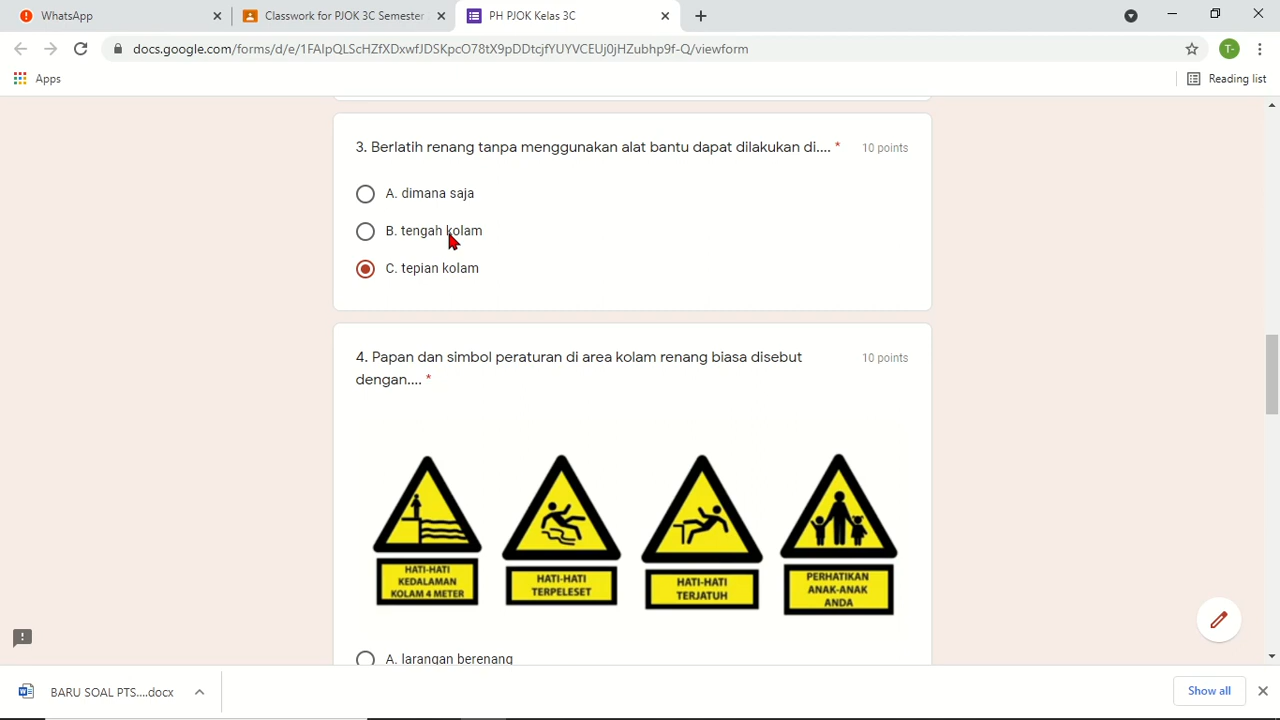 WhatsApp
Classwork for PJOK 3C Semester
PH PJOK Kelas 3C
docs.google.com/forms/d/e/1FAIpQLScHZfXDxwfJDSKpcO78tX9pDDtcjfYUYVCEUj0jHZubhp9f-Q/viewform
T-
Apps
Reading list
3. Berlatih renang tanpa menggunakan alat bantu dapat dilakukan di.... *
10 points
A. dimana saja
B. tengah kolam
C. tepian kolam
4. Papan dan simbol peraturan di area kolam renang biasa disebut
dengan.... *
10 points
HATI-HATI
KEDALAMAN
KOLAM 4 METER
HATI-HATI
TERPELESET
HATI-HATI
TERJATUH
PERHATIKAN
ANAK-ANAK
ANDA
A. larangan berenang
BARU SOAL PTS....docx
Show all